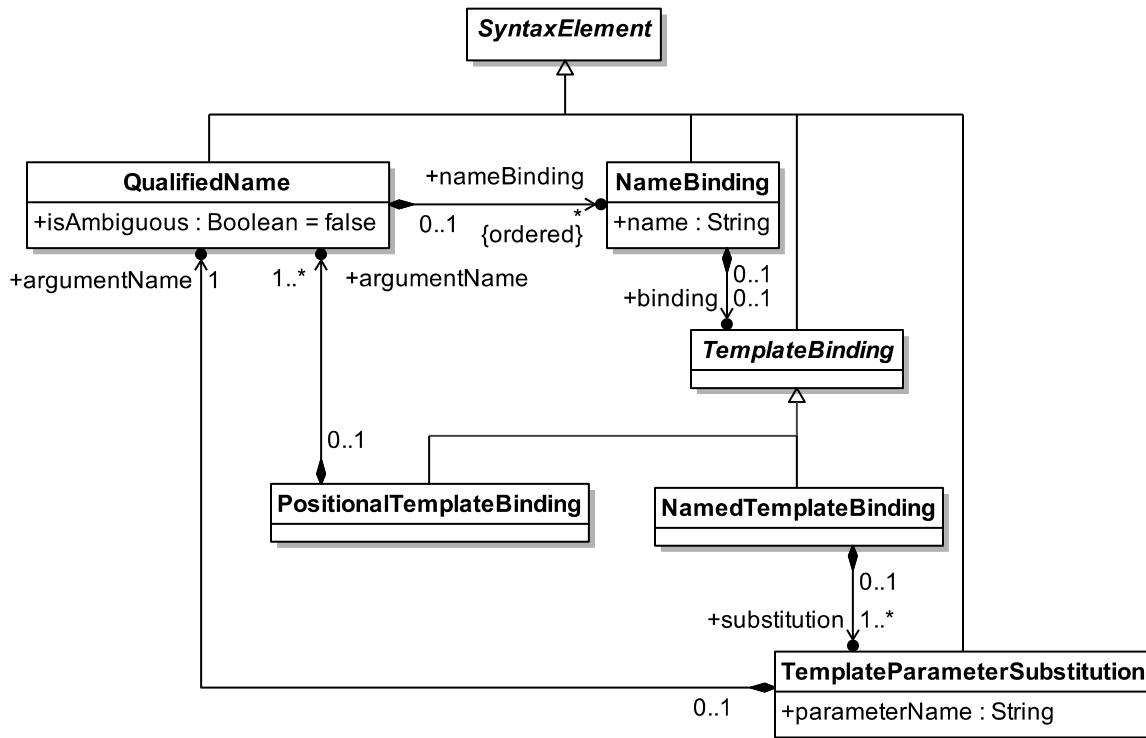 SyntaxElement
QualifiedName
+isAmbiguous : Boolean = false
+nameBinding
0..1
*
{ordered}
NameBinding
+name : String
+argumentName
1
1..*
+argumentName
0..1
+binding
0..1
TemplateBinding
0..1
PositionalTemplateBinding
NamedTemplateBinding
0..1
+substitution
1..*
TemplateParameterSubstitution
0..1
+parameterName : String